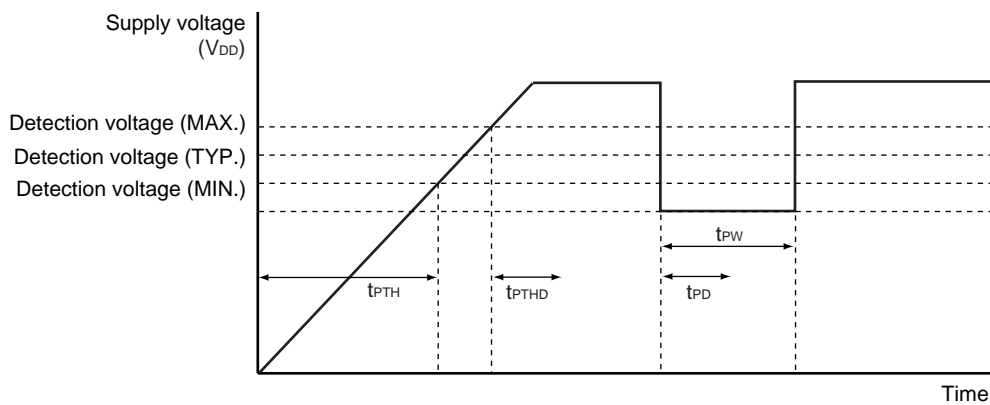 Supply voltage
(VDD)
Detection voltage (MAX.)
Detection voltage (TYP.)
Detection voltage (MIN.)
tPW
tPTH
tPTHD
tPD
Time